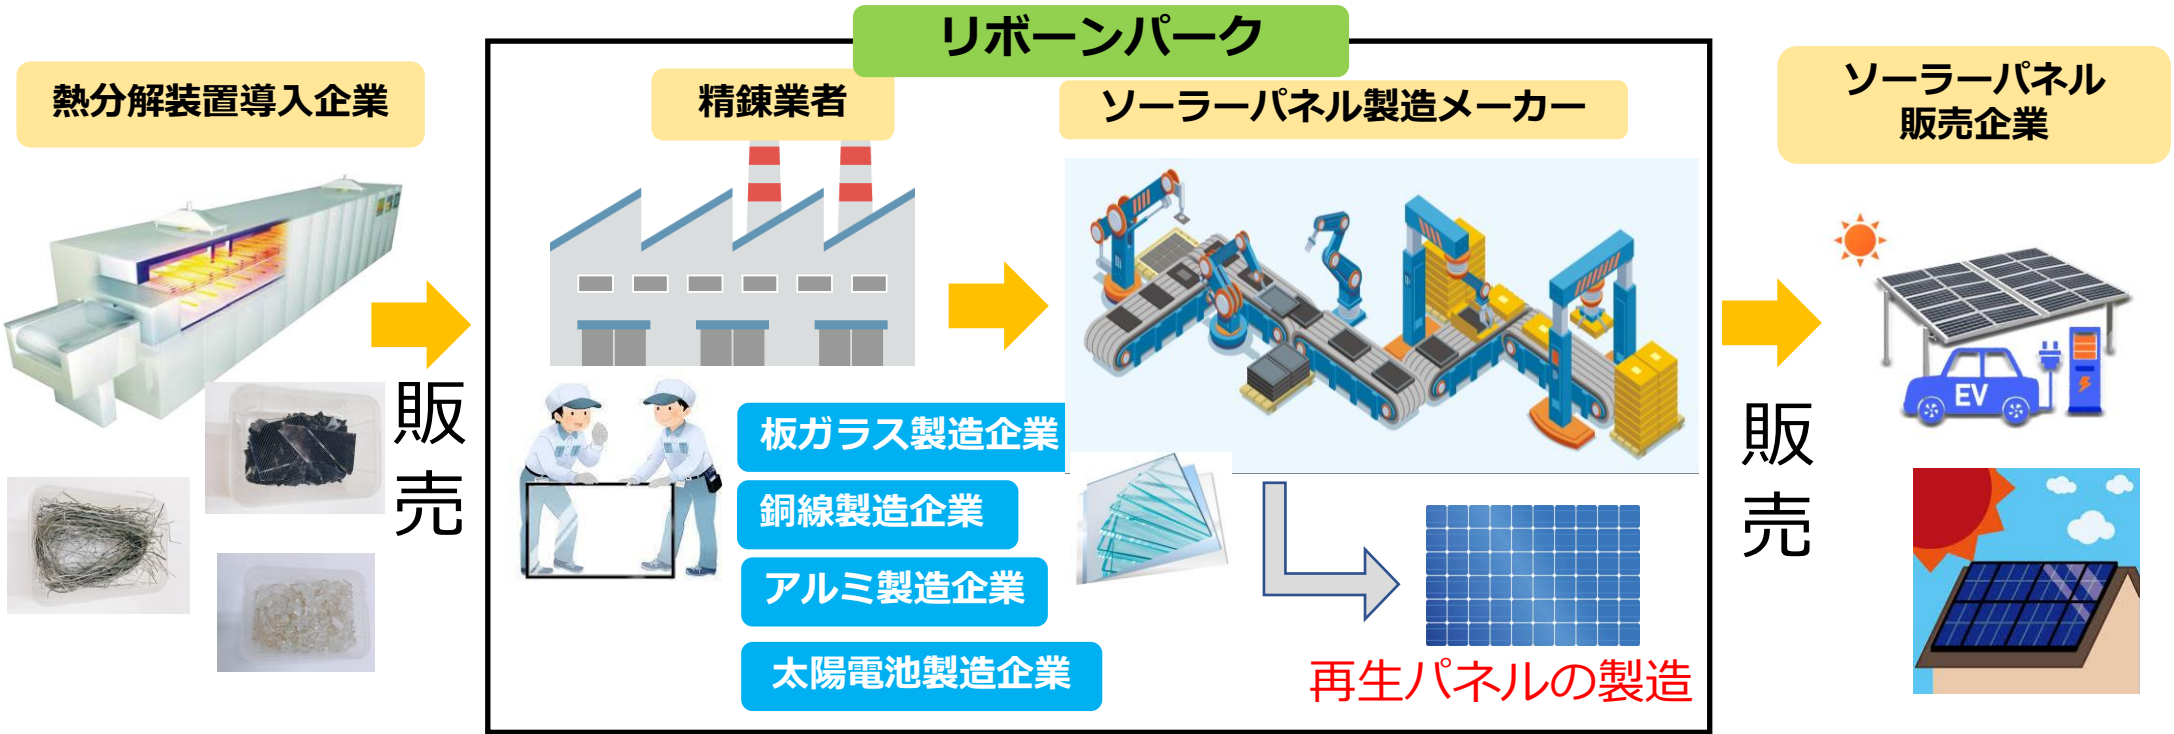 リボーンパーク
熱分解装置導入企業
販売
精錬業者
板ガラス製造企業
銅線製造企業
アルミ製造企業
太陽電池製造企業
ソーラーパネル製造メーカー
再生パネルの製造
販売
ソーラーパネル
販売企業
EV